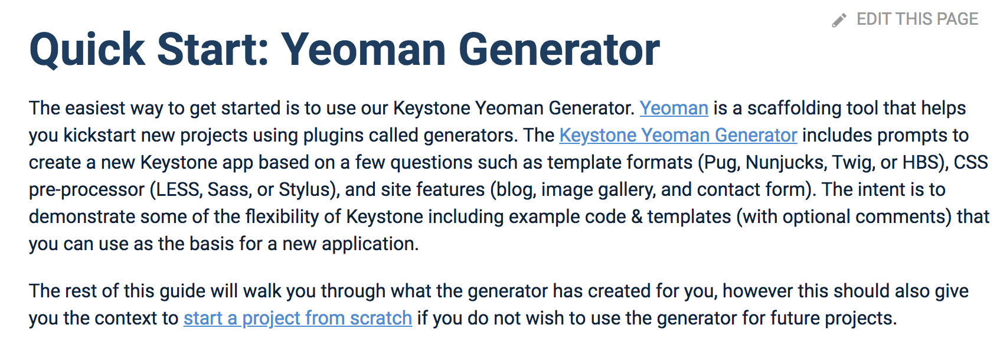 EDIT THIS PAGE
Quick Start: Yeoman Generator
The easiest way to get started is to use our Keystone Yeoman Generator. Yeoman is a scaffolding tool that helps
you kickstart new projects using plugins called generators. The Keystone Yeoman Generator includes prompts to
create a new Keystone app based on a few questions such as template formats (Pug, Nunjucks, Twig, or HBS), CSS
pre-processor (LESS, Sass, or Stylus), and site features (blog, image gallery, and contact form). The intent is to
demonstrate some of the flexibility of Keystone including example code & templates (with optional comments) that
you can use as the basis for a new application.
The rest of this guide will walk you through what the generator has created for you, however this should also give
you the context to start a project from scratch if you do not wish to use the generator for future projects.